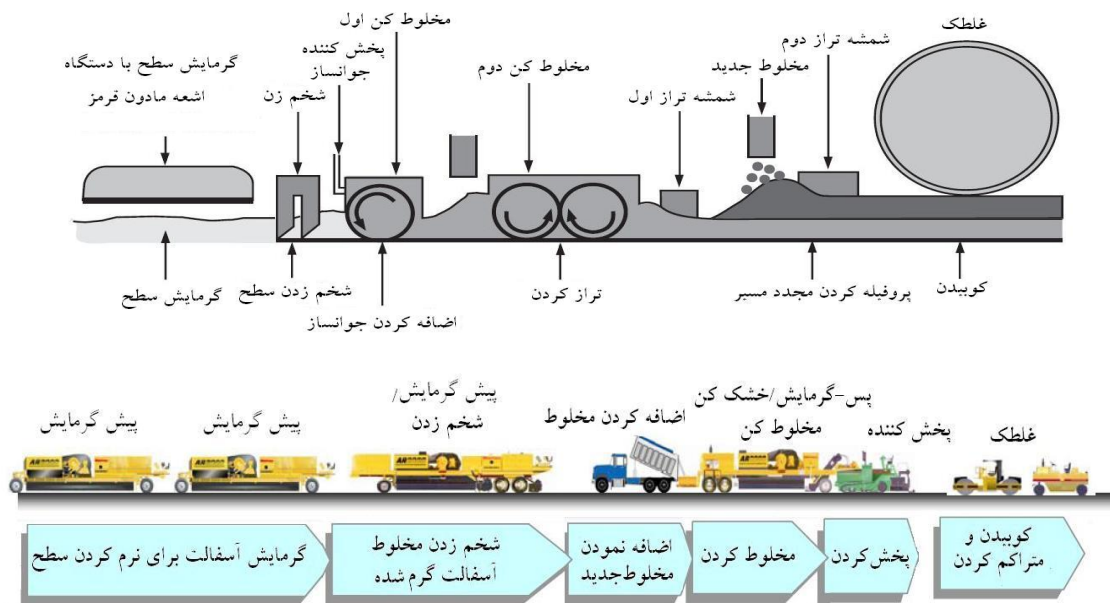 غلطک
مخلوط کن اول
شمشه تراز دوم
پخش کننده
جوانساز
گرمایش سطح با دستگاه
اشعه مادون قرمز
مخلوط کن دوم
مخلوط جدید
شخم زن
شمشه تراز اول
گرمایش سطح
شخم زدن سطح
اضافه کردن جوانساز
تراز کردن
پروفیله کردن مجدد مسیر
کوبیدن
پیش گرمایش
پیش گرمایش
پیش گرمایش/
شخم زدن
اضافه کردن مخلوط
پس-گرمایش/خشک کن
مخلوط کن
پخش کننده
غلطک
گرمایش آسفالت برای نرم کردن سطح
شخم زدن مخلوط
آسفالت گرم شده
اضافه نمودن
مخلوط جدید
مخلوط کردن
پخش کردن
کوبیدن و
متراکم کردن